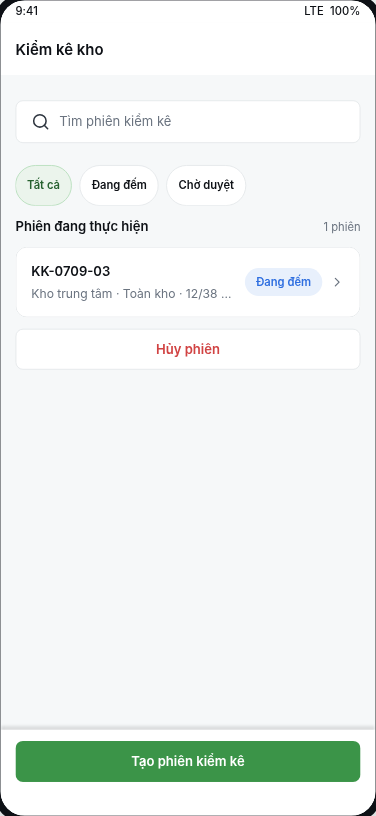 9:41 LTE 100%
Kiểm kê kho
Tìm phiên kiểm kê
Tất cả Đang đếm Chờ duyệt
Phiên đang thực hiện 1 phiên
KK-0709-03
Kho trung tâm · Toàn kho · 12/38 ...
Đang đếm
Hủy phiên
Tạo phiên kiểm kê